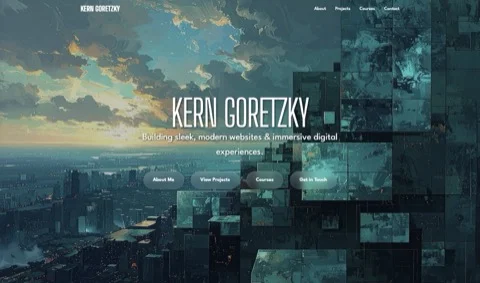 KERN GORETZKY
About Projects Courses Contact
KERN GORETZKY
Building sleek, modern websites & immersive digital
experiences.
About Me View Projects Courses Get in Touch